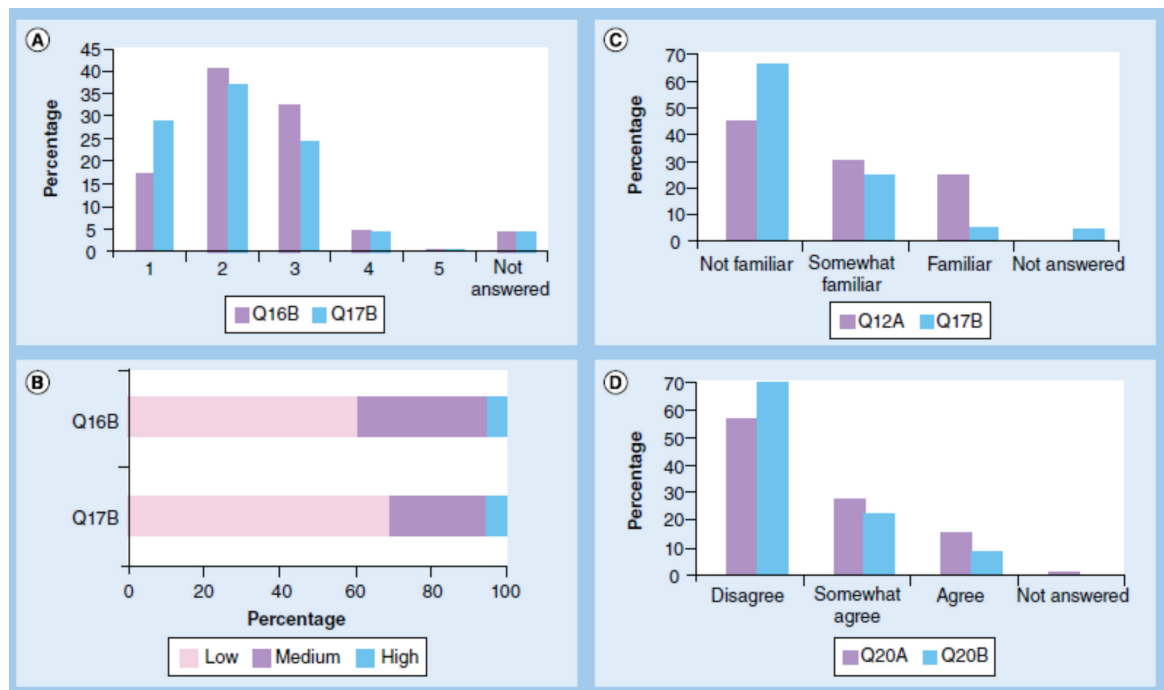 A
Percentage
45
40
35
30
25
20
15
10
5
0
1 2 3 4 5 Not
answered
Q16B Q17B
C
Percentage
70
60
50
40
30
20
10
0
Not familiar Somewhat Familiar Not answered
familiar
Q12A Q17B
B
Q16B
Q17B
0 20 40 60 80 100
Percentage
Low Medium High
D
Percentage
70
60
50
40
30
20
10
0
Disagree Somewhat Agree Not answered
agree
Q20A Q20B